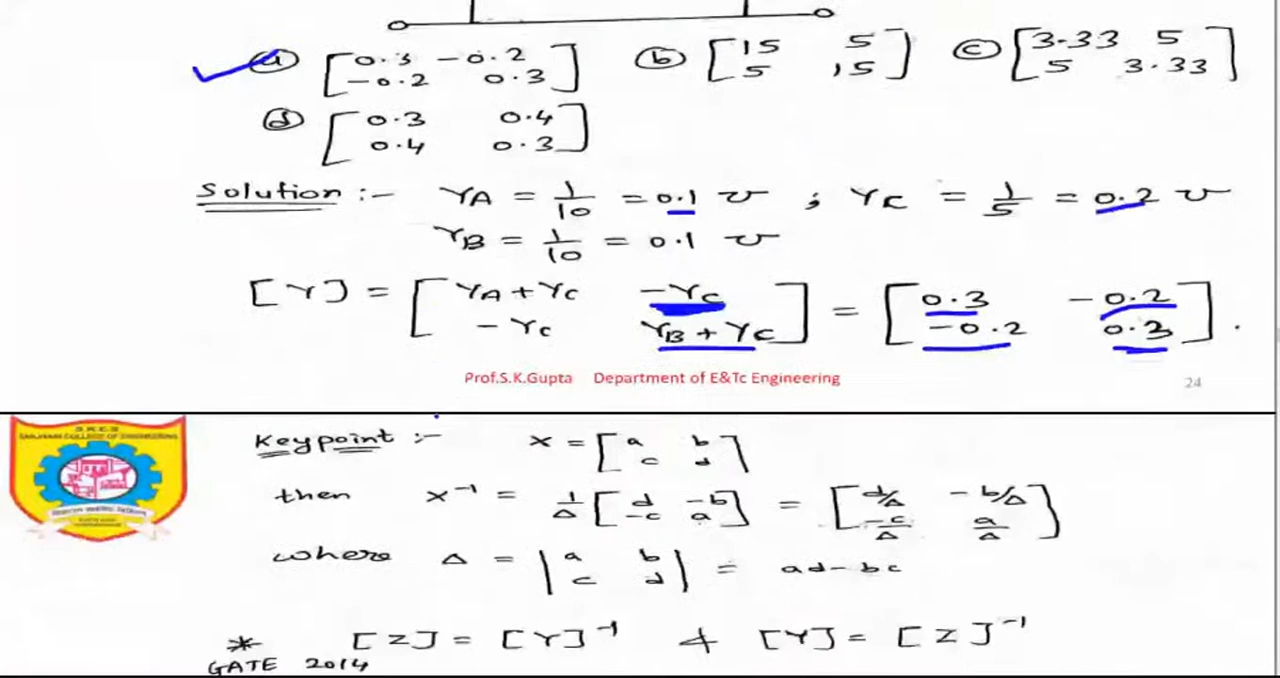 (a) [0.3 -0.2 (b) [15 5 (c) [3.33 5
-0.2 0.3] 5 15] 5 3.33]
(d) [0.3 0.4
0.4 0.3]
Solution :- YA = 1/10 = 0.1 ℧ ; YC = 1/5 = 0.2 ℧
YB = 1/10 = 0.1 ℧
[Y] = [YA + YC -YC = [0.3 -0.2
-YC YB + YC] -0.2 0.3].
Prof.S.K.Gupta Department of E&Tc Engineering
24
Keypoint :- x = [a b
c d]
then x⁻¹ = 1/Δ [d -b = [d/Δ -b/Δ
-c a] -c/Δ a/Δ]
where Δ = |a b
c d| = ad-bc
* [Z] = [Y]⁻¹ & [Y] = [Z]⁻¹
GATE 2014